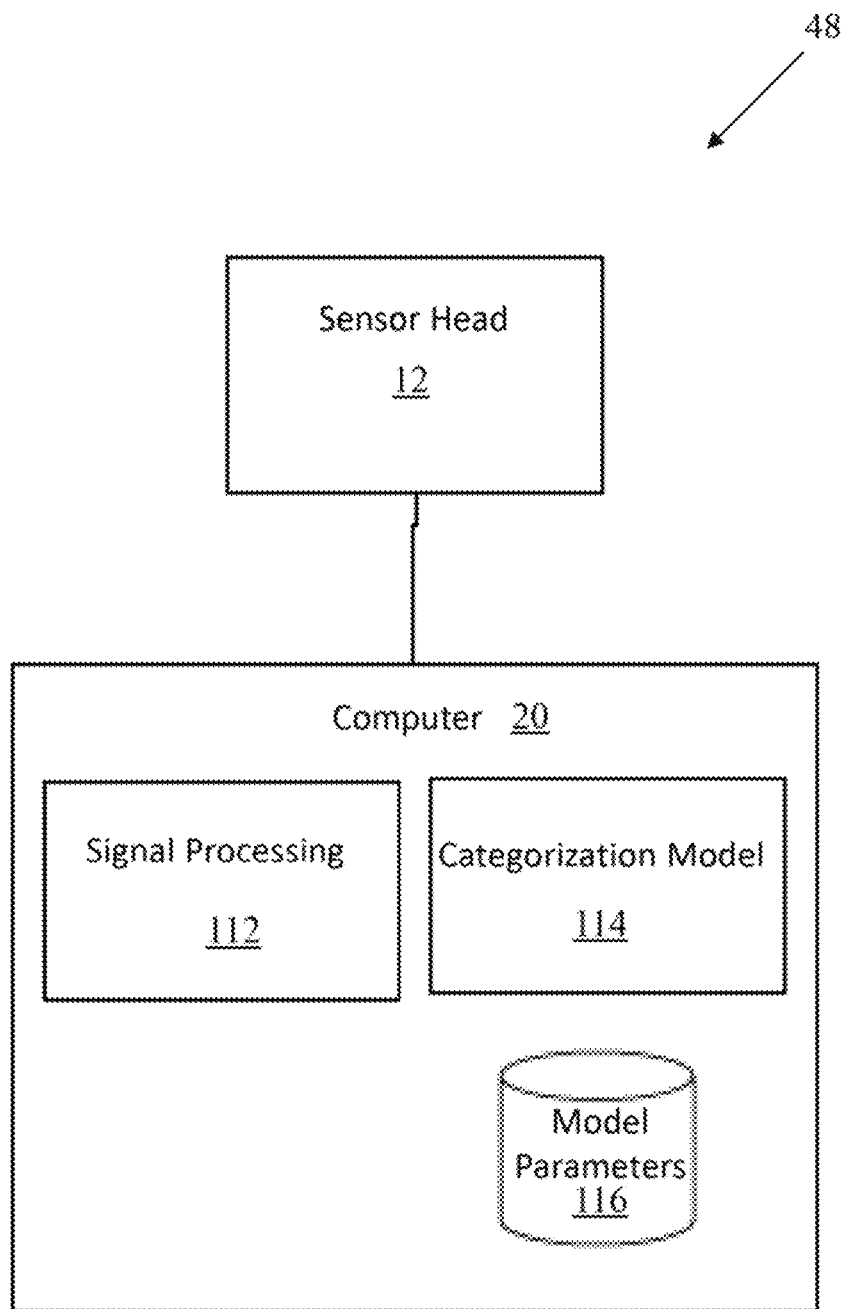 48
Sensor Head
12
Computer 20
Signal Processing
112
Categorization Model
114
Model
Parameters
116